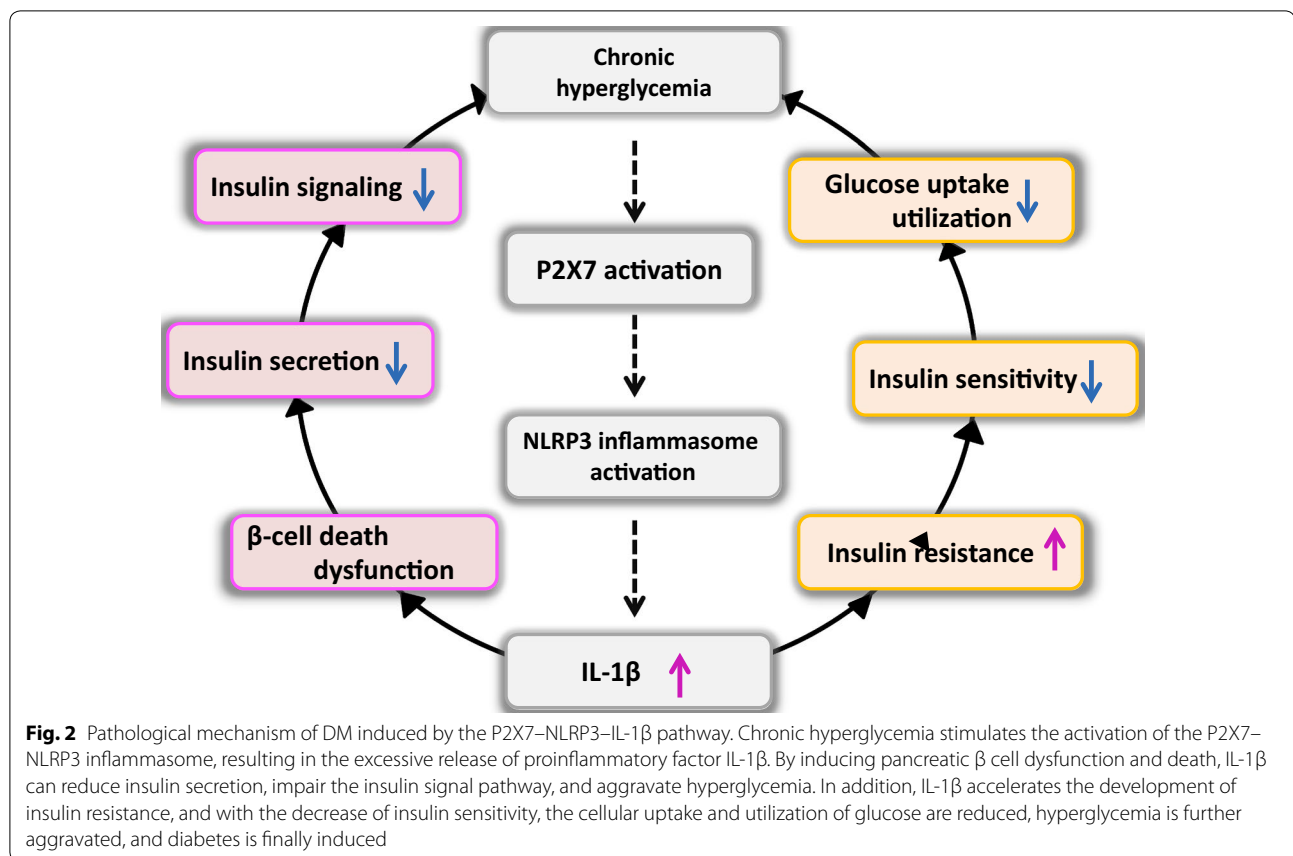 Chronic
hyperglycemia
Insulin signaling
Glucose uptake
utilization
P2X7 activation
Insulin secretion
Insulin sensitivity
NLRP3 inflammasome
activation
β-cell death
dysfunction
Insulin resistance
IL-1β
Fig. 2 Pathological mechanism of DM induced by the P2X7–NLRP3–IL-1β pathway. Chronic hyperglycemia stimulates the activation of the P2X7–
NLRP3 inflammasome, resulting in the excessive release of proinflammatory factor IL-1β. By inducing pancreatic β cell dysfunction and death, IL-1β
can reduce insulin secretion, impair the insulin signal pathway, and aggravate hyperglycemia. In addition, IL-1β accelerates the development of
insulin resistance, and with the decrease of insulin sensitivity, the cellular uptake and utilization of glucose are reduced, hyperglycemia is further
aggravated, and diabetes is finally induced